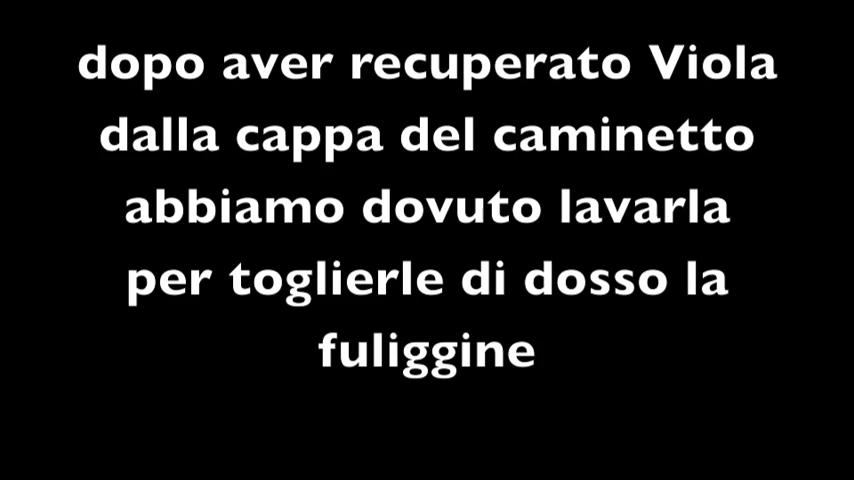 dopo aver recuperato Viola
dalla cappa del caminetto
abbiamo dovuto lavarla
per toglierle di dosso la
fuliggine